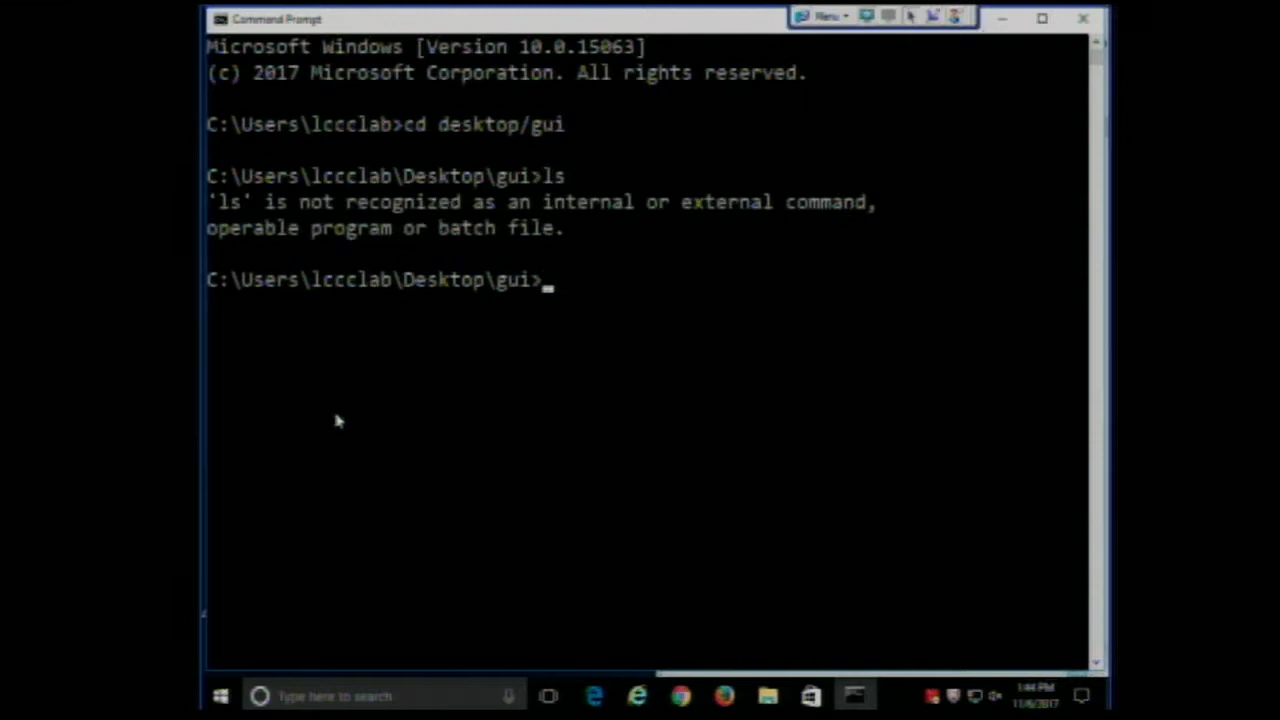 Command Prompt
Menu
Microsoft Windows [Version 10.0.15063]
(c) 2017 Microsoft Corporation. All rights reserved.
C:\Users\lccclab>cd desktop/gui
C:\Users\lccclab\Desktop\gui>ls
'ls' is not recognized as an internal or external command,
operable program or batch file.
C:\Users\lccclab\Desktop\gui>
Type here to search
1:44 PM
11/6/2017